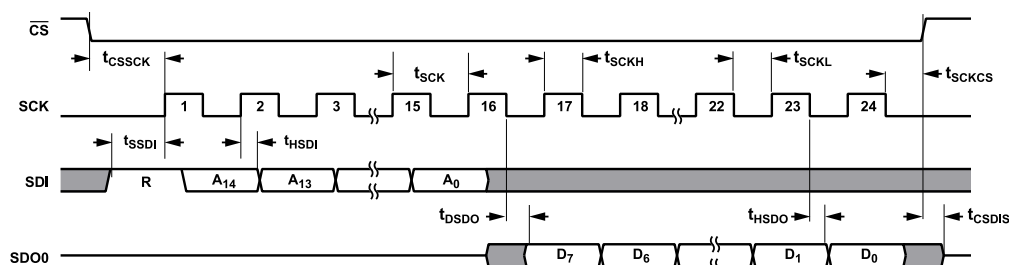 CS
tCSSCK
tSCK
tSCKH
tSCKL
tSCKCS
SCK
1 2 3 15 16 17 18 22 23 24
tSSDI
tHSDI
SDI
R A14 A13 A0
tDSDO
tHSDO
tCSDIS
SDO0
D7 D6 D1 D0